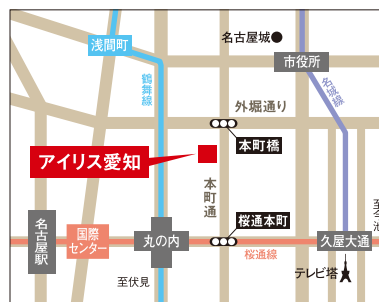 名古屋城
浅間町
市役所
鶴舞線
名城線
外堀通り
本町橋
アイリス愛知
本町通
至今池
桜通本町
名古屋駅
国際
センター
丸の内
久屋大通
桜通線
テレビ塔
至伏見